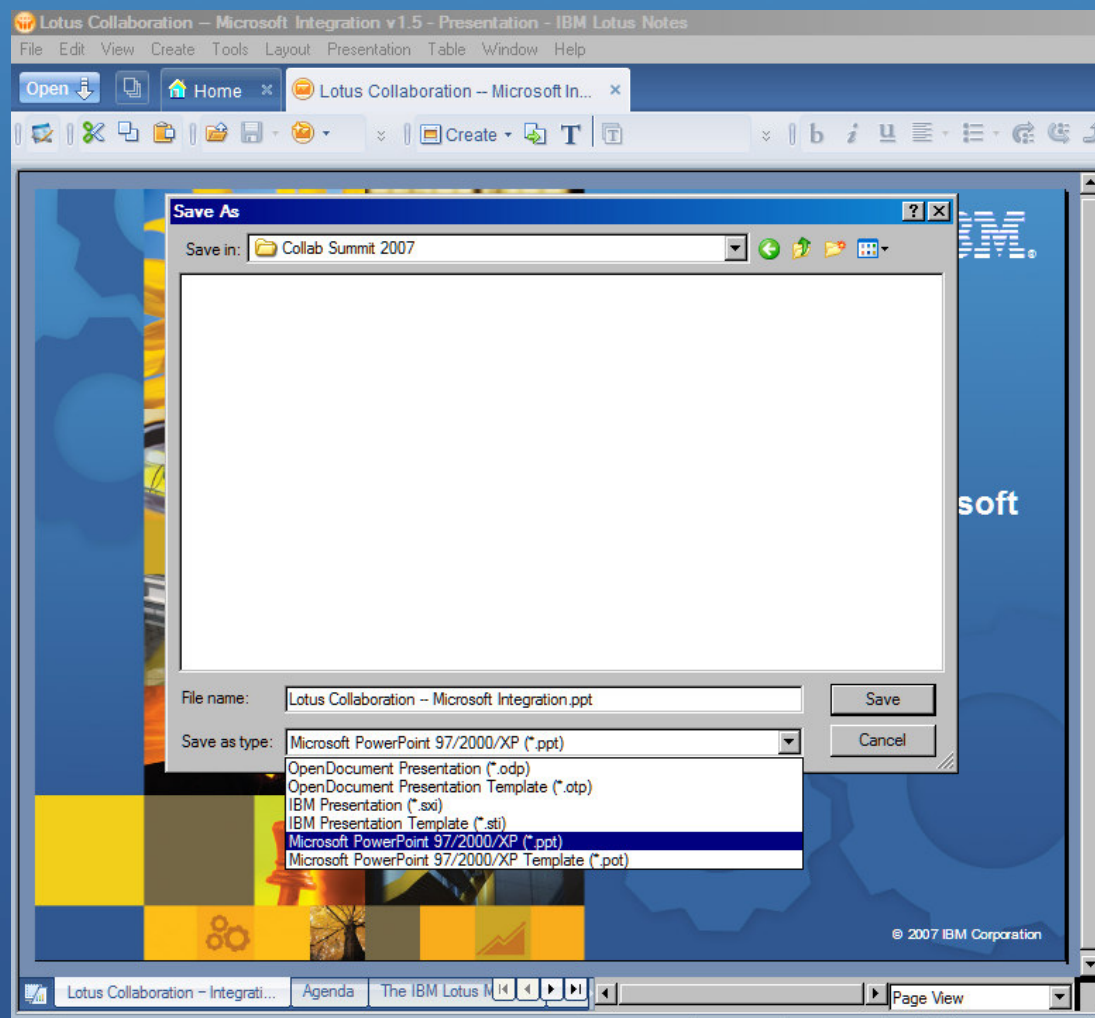 Lotus Collaboration – Microsoft Integration v1.5 - Presentation - IBM Lotus Notes
File Edit View Create Tools Layout Presentation Table Window Help
Open Home Lotus Collaboration -- Microsoft In...
Create T T b i u
Save As
Save in: Collab Summit 2007
soft
File name: Lotus Collaboration -- Microsoft Integration.ppt Save
Save as type: Microsoft PowerPoint 97/2000/XP (*.ppt) Cancel
OpenDocument Presentation (*.odp)
OpenDocument Presentation Template (*.otp)
IBM Presentation (*.sxi)
IBM Presentation Template (*.sti)
Microsoft PowerPoint 97/2000/XP (*.ppt)
Microsoft PowerPoint 97/2000/XP Template (*.pot)
© 2007 IBM Corporation
Lotus Collaboration – Integrati... Agenda The IBM Lotus Page View